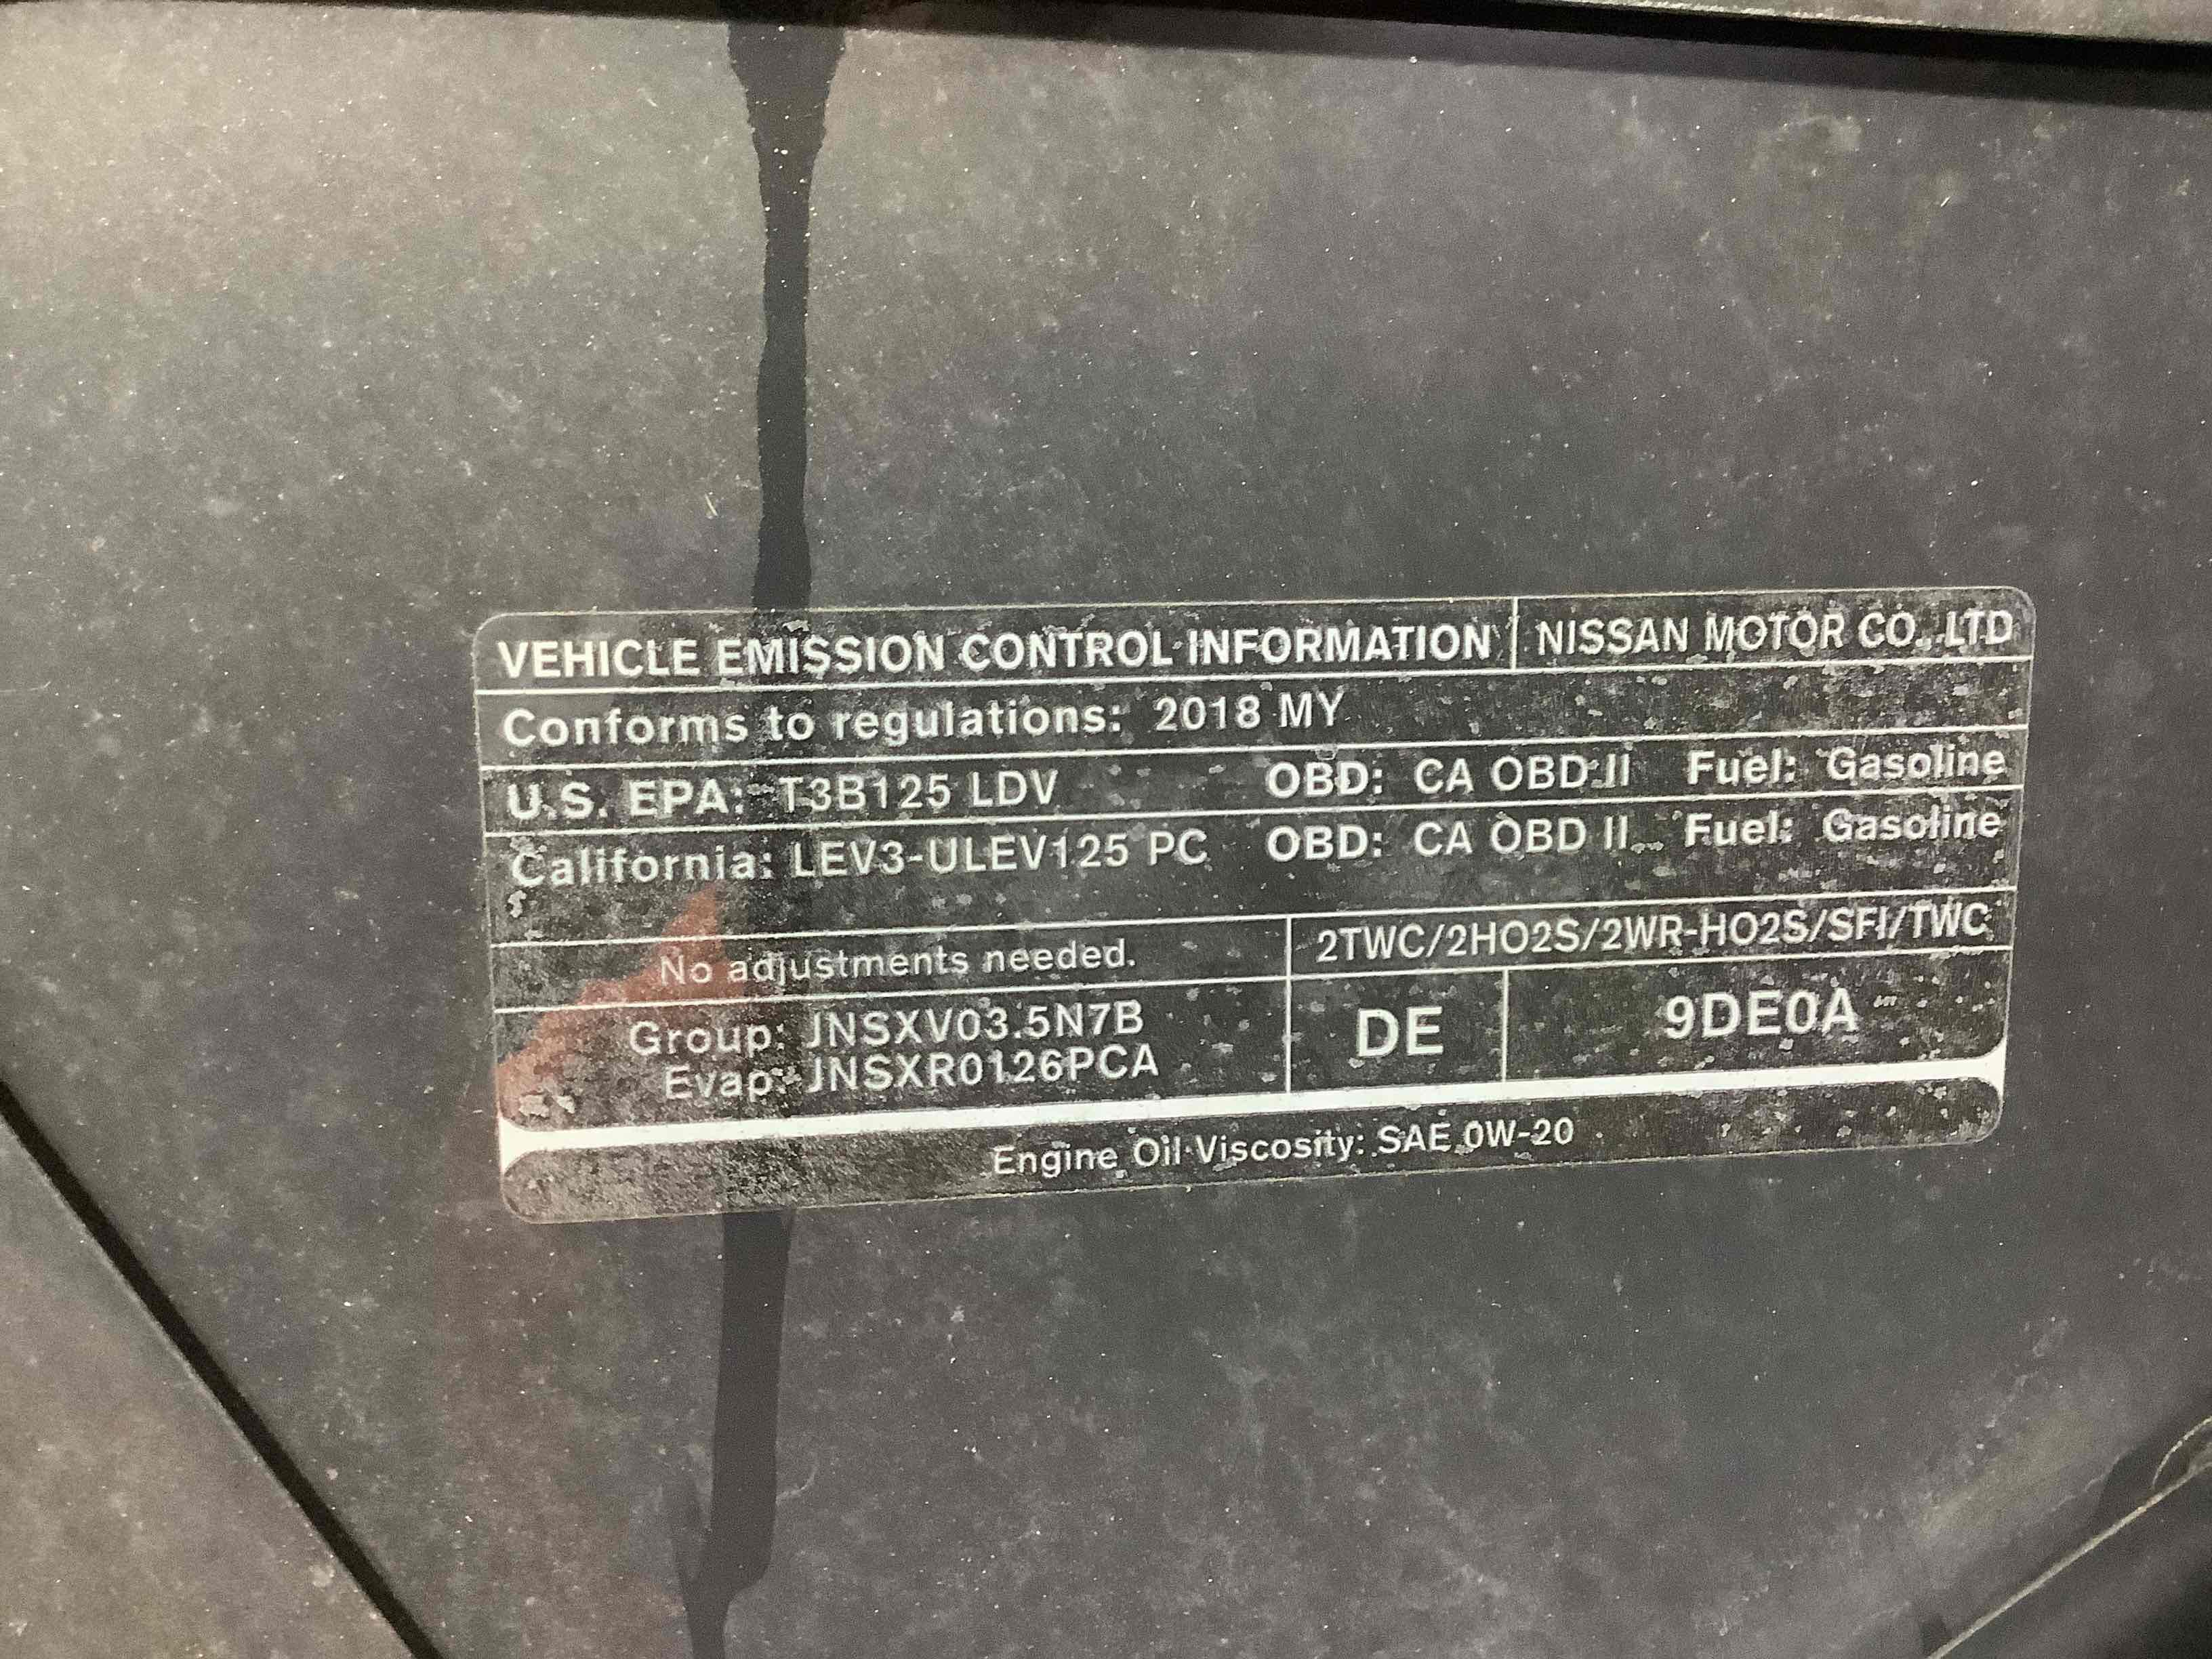 VEHICLE EMISSION CONTROL INFORMATION NISSAN MOTOR CO., LTD
Conforms to regulations: 2018 MY
U.S. EPA: T3B125 LDV OBD: CA OBD II Fuel: Gasoline
California: LEV3-ULEV125 PC OBD: CA OBD II Fuel: Gasoline
No adjustments needed. 2TWC/2HO2S/2WR-HO2S/SFI/TWC
Group: JNSXV03.5N7B DE 9DE0A
Evap: JNSXR0126PCA
Engine Oil Viscosity: SAE 0W-20